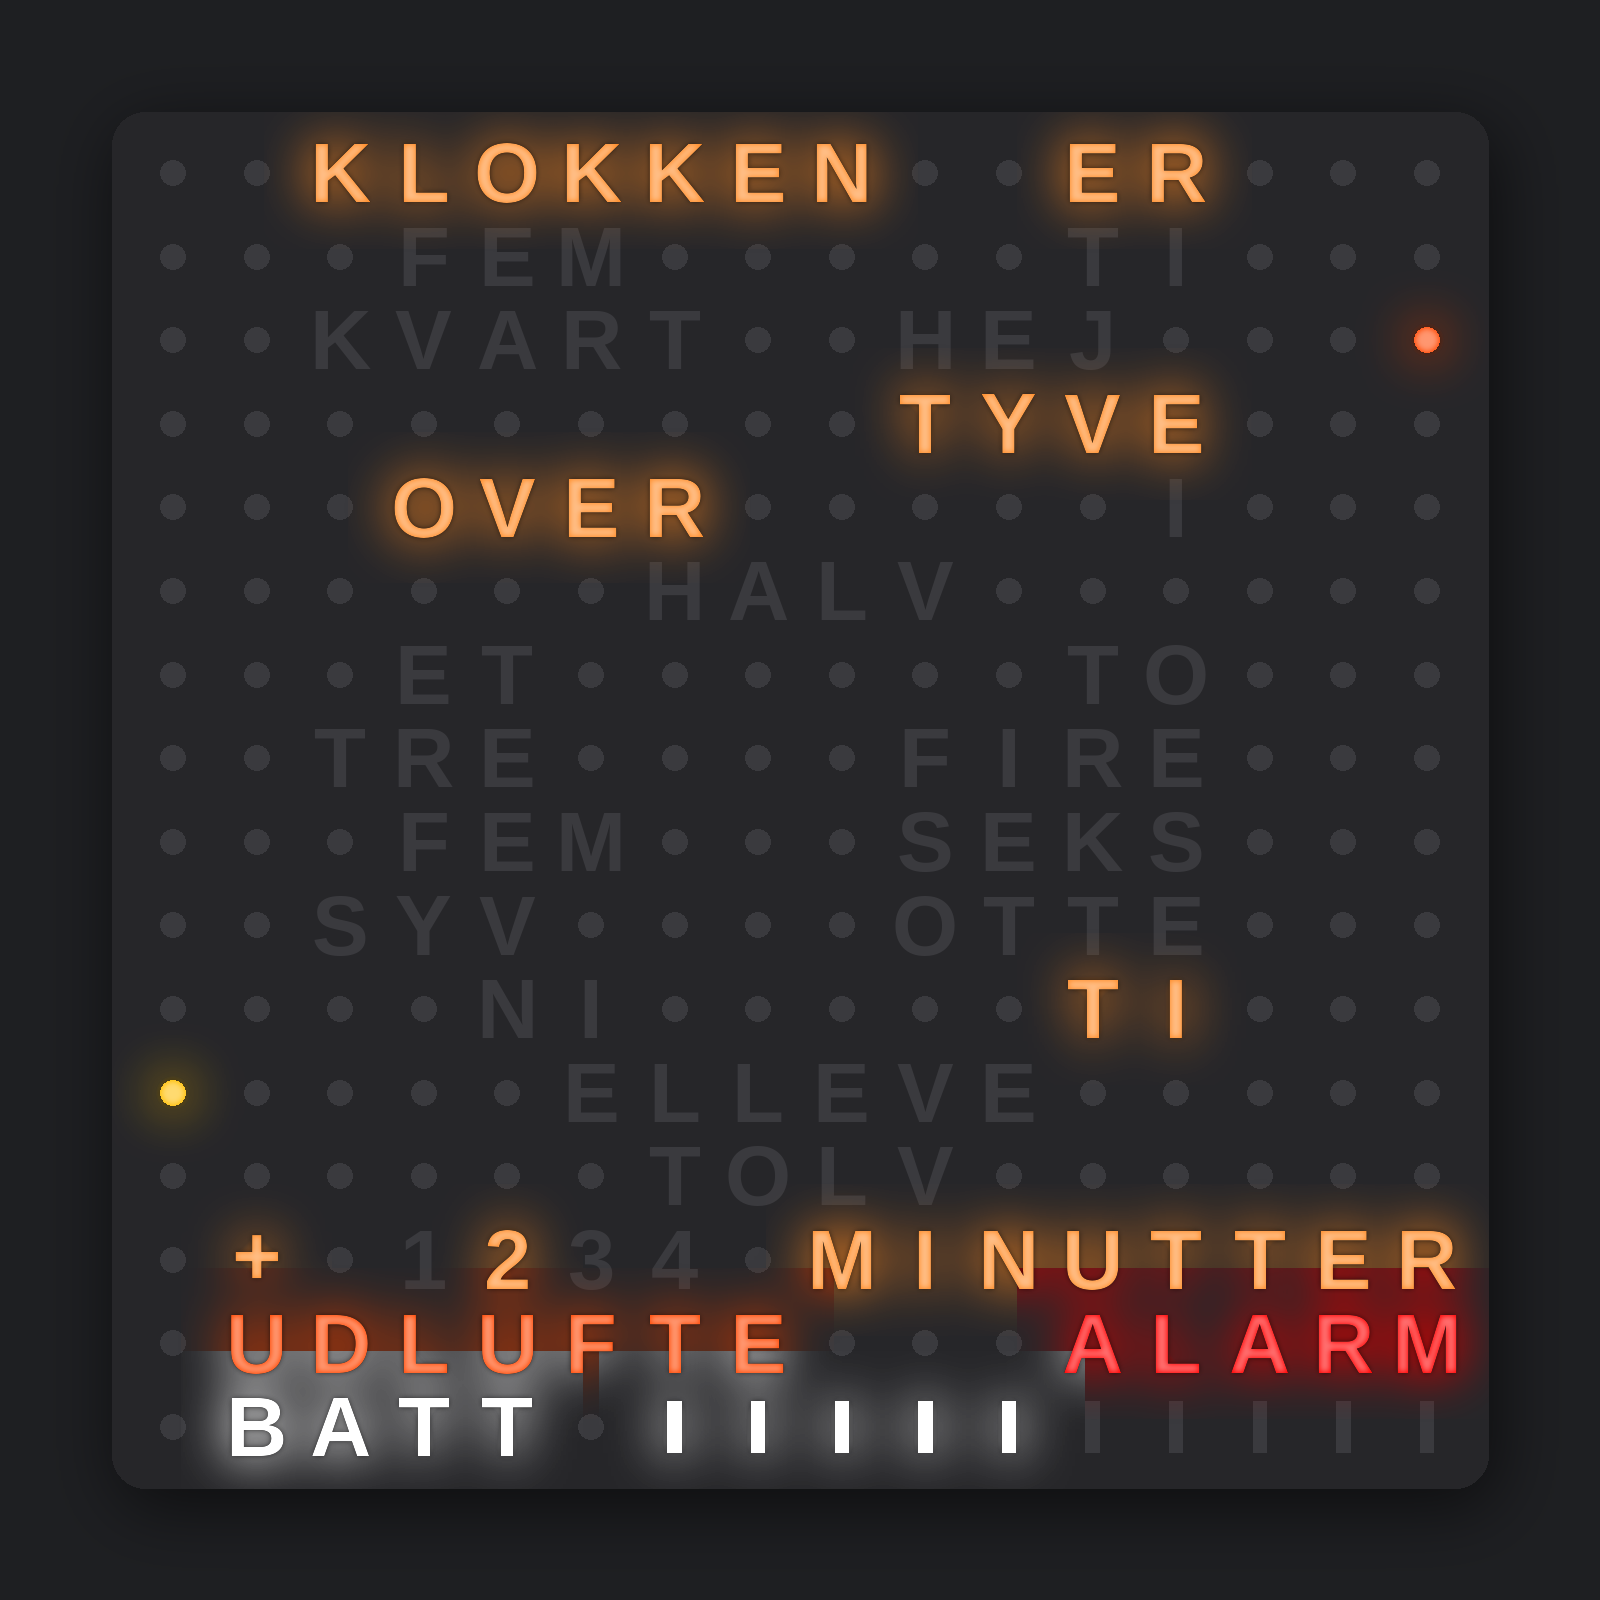 KLOKKEN ER
FEM TI
KVART HEJ
TYVE
OVER I
HALV
ET TO
TRE FIRE
FEM SEKS
SYV OTTE
NI TI
ELLEVE
TOLV
+ 1 2 3 4 MINUTTER
UDLUFTE ALARM
BATT I I I I I I I I I I